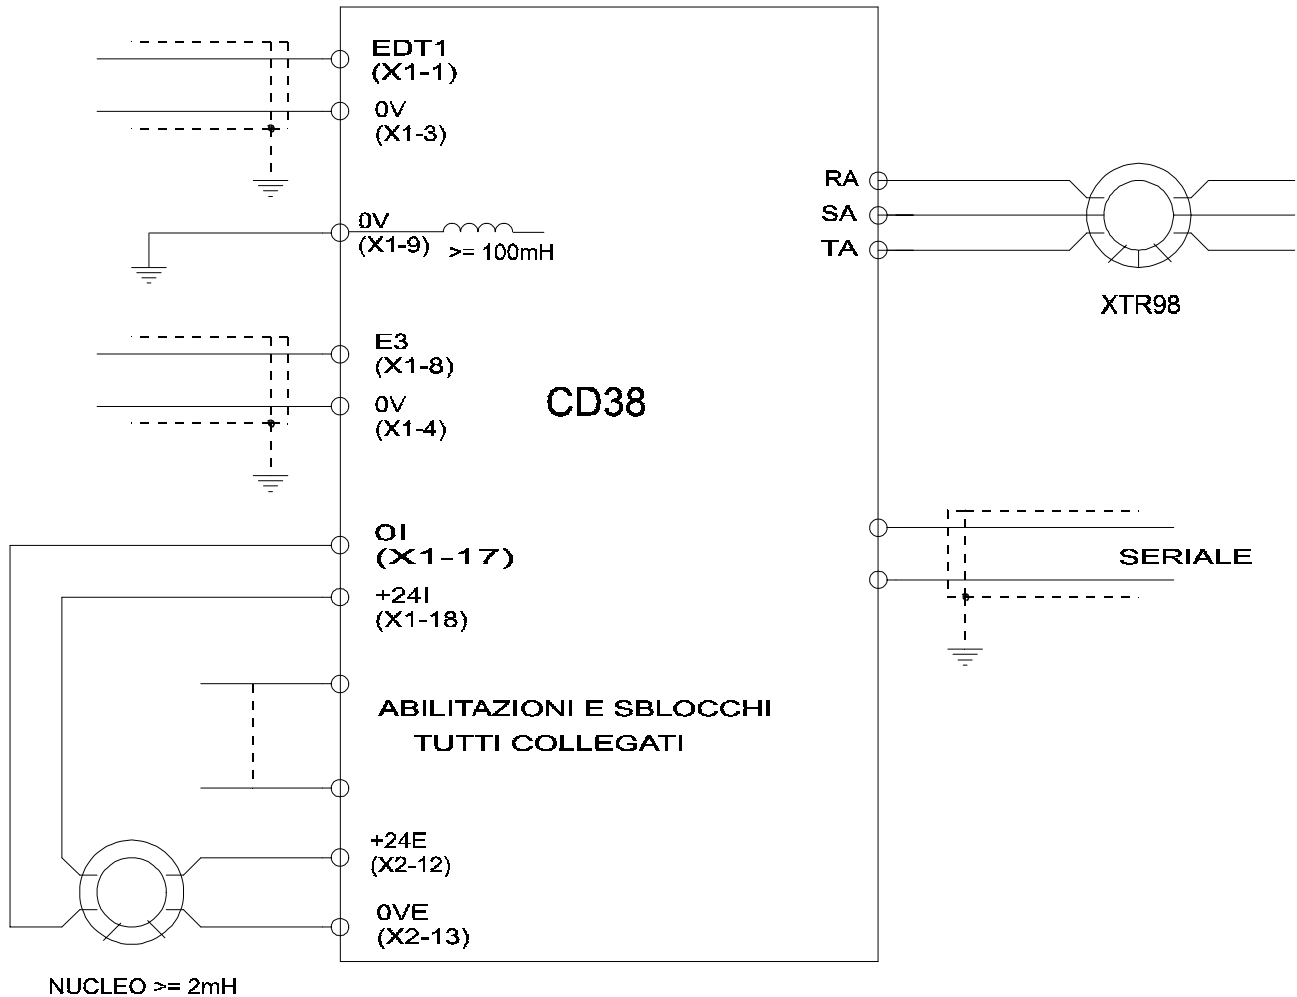 EDT1
(X1-1)
0V
(X1-3)
0V
(X1-9)
>= 100mH
E3
(X1-8)
0V
(X1-4)
CD38
OI
(X1-17)
+24I
(X1-18)
ABILITAZIONI E SBLOCCHI
TUTTI COLLEGATI
+24E
(X2-12)
0VE
(X2-13)
NUCLEO >= 2mH
RA
SA
TA
XTR98
SERIALE